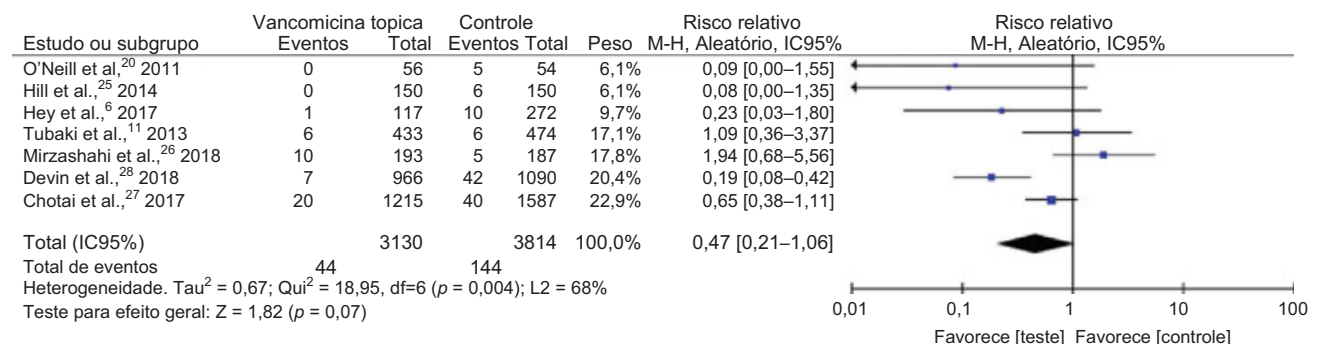 Vancomicina topica Controle Risco relativo Risco relativo
Estudo ou subgrupo Eventos Total Eventos Total Peso M-H, Aleatório, IC95% M-H, Aleatório, IC95%
O'Neill et al,20 2011 0 56 5 54 6,1% 0,09 [0,00–1,55]
Hill et al.,25 2014 0 150 6 150 6,1% 0,08 [0,00–1,35]
Hey et al.,6 2017 1 117 10 272 9,7% 0,23 [0,03–1,80]
Tubaki et al.,11 2013 6 433 6 474 17,1% 1,09 [0,36–3,37]
Mirzashahi et al.,26 2018 10 193 5 187 17,8% 1,94 [0,68–5,56]
Devin et al.,28 2018 7 966 42 1090 20,4% 0,19 [0,08–0,42]
Chotai et al.,27 2017 20 1215 40 1587 22,9% 0,65 [0,38–1,11]
Total (IC95%) 3130 3814 100,0% 0,47 [0,21–1,06]
Total de eventos 44 144
Heterogeneidade. Tau2 = 0,67; Qui2 = 18,95, df=6 (p = 0,004); L2 = 68%
Teste para efeito geral: Z = 1,82 (p = 0,07)
0,01 0,1 1 10 100
Favorece [teste] Favorece [controle]